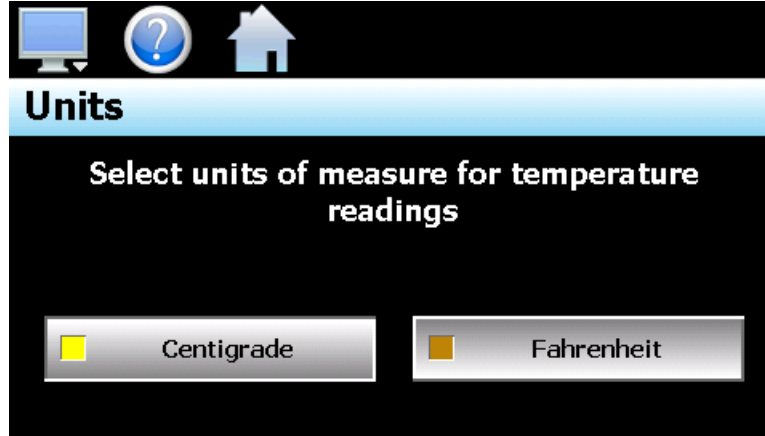 Units
Select units of measure for temperature
readings
Centigrade
Fahrenheit